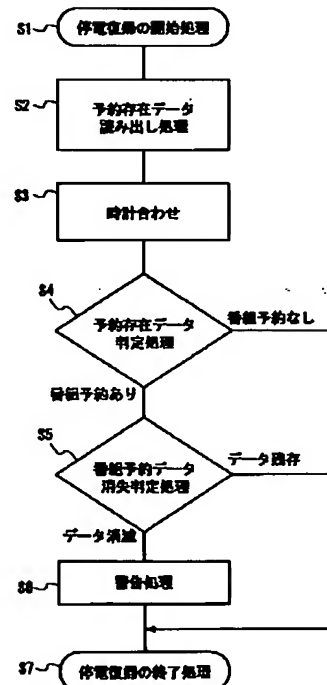 S1
停電復帰の開始処理
S2
予約存在データ
読み出し処理
S3
時計合わせ
S4
予約存在データ
判定処理
番組予約なし
番組予約あり
S5
番組予約データ
消失判定処理
データ残存
データ消滅
S6
警告処理
S7
停電復帰の終了処理